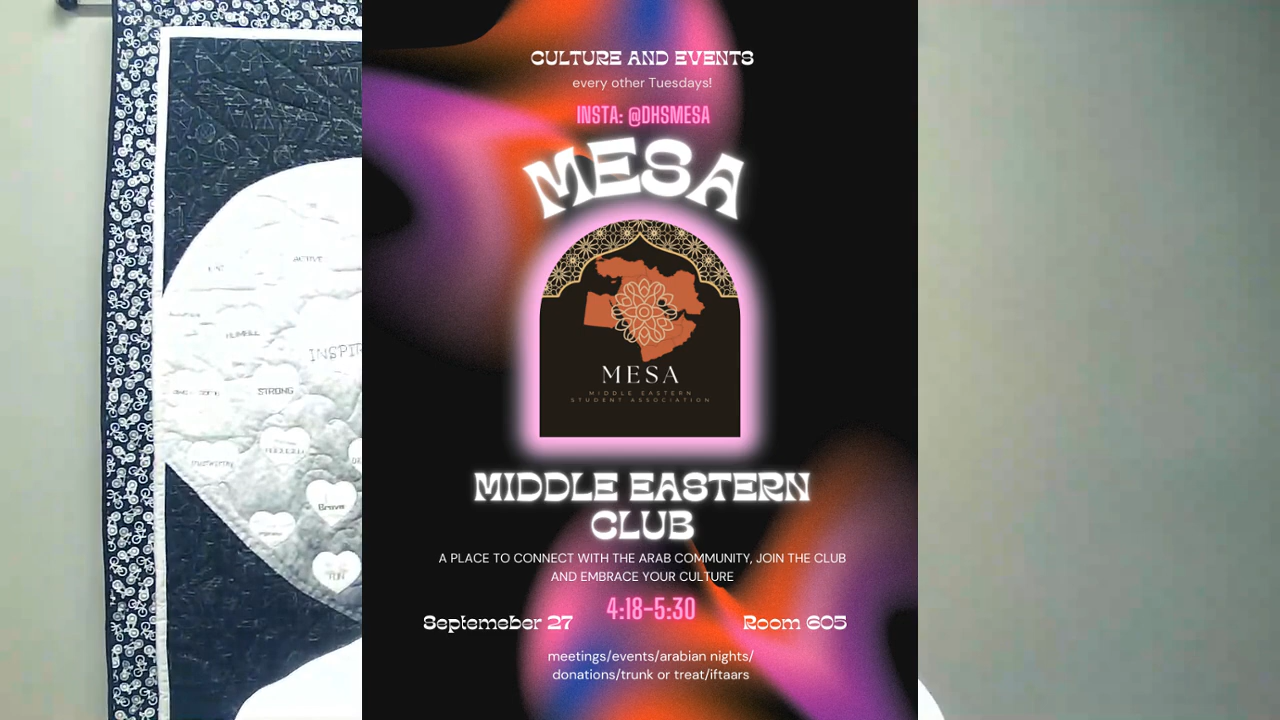 CULTURE AND EVENTS
every other Tuesdays!
INSTA: @DHSMESA
MESA
MESA
MIDDLE EASTERN
STUDENT ASSOCIATION
MIDDLE EASTERN
CLUB
A PLACE TO CONNECT WITH THE ARAB COMMUNITY, JOIN THE CLUB
AND EMBRACE YOUR CULTURE
4:18-5:30
Septemeber 27
Room 605
meetings/events/arabian nights/
donations/trunk or treat/iftaars
KIND
ACTIVE
HUMBLE
STRONG
Brave
FUN